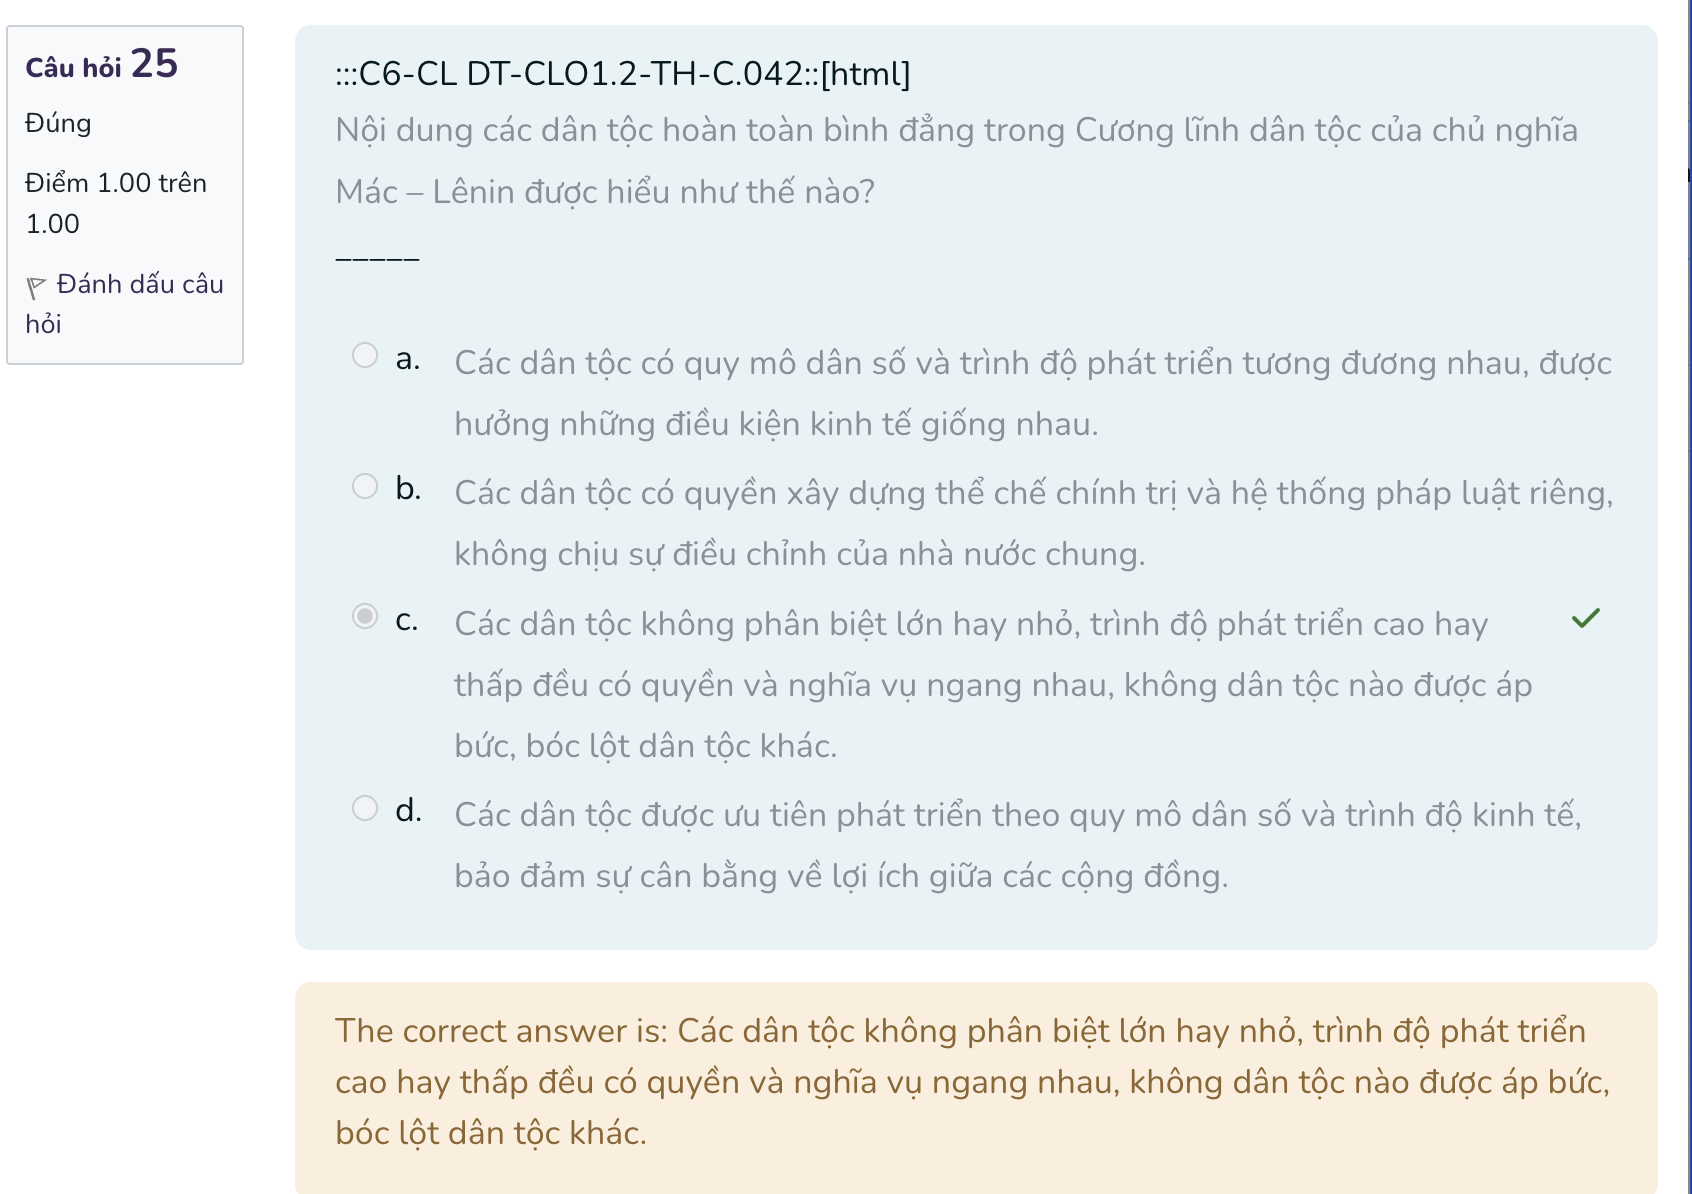 Câu hỏi 25
Đúng
Điểm 1.00 trên
1.00
Đánh dấu câu
hỏi
:::C6-CL DT-CLO1.2-TH-C.042::[html]
Nội dung các dân tộc hoàn toàn bình đẳng trong Cương lĩnh dân tộc của chủ nghĩa
Mác – Lênin được hiểu như thế nào?
_____
a. Các dân tộc có quy mô dân số và trình độ phát triển tương đương nhau, được
hưởng những điều kiện kinh tế giống nhau.
b. Các dân tộc có quyền xây dựng thể chế chính trị và hệ thống pháp luật riêng,
không chịu sự điều chỉnh của nhà nước chung.
c. Các dân tộc không phân biệt lớn hay nhỏ, trình độ phát triển cao hay
thấp đều có quyền và nghĩa vụ ngang nhau, không dân tộc nào được áp
bức, bóc lột dân tộc khác.
d. Các dân tộc được ưu tiên phát triển theo quy mô dân số và trình độ kinh tế,
bảo đảm sự cân bằng về lợi ích giữa các cộng đồng.
The correct answer is: Các dân tộc không phân biệt lớn hay nhỏ, trình độ phát triển
cao hay thấp đều có quyền và nghĩa vụ ngang nhau, không dân tộc nào được áp bức,
bóc lột dân tộc khác.